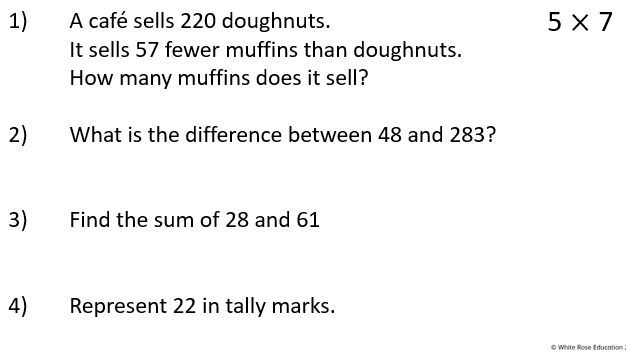 1) A café sells 220 doughnuts. 5 × 7
It sells 57 fewer muffins than doughnuts.
How many muffins does it sell?
2) What is the difference between 48 and 283?
3) Find the sum of 28 and 61
4) Represent 22 in tally marks.
© White Rose Education